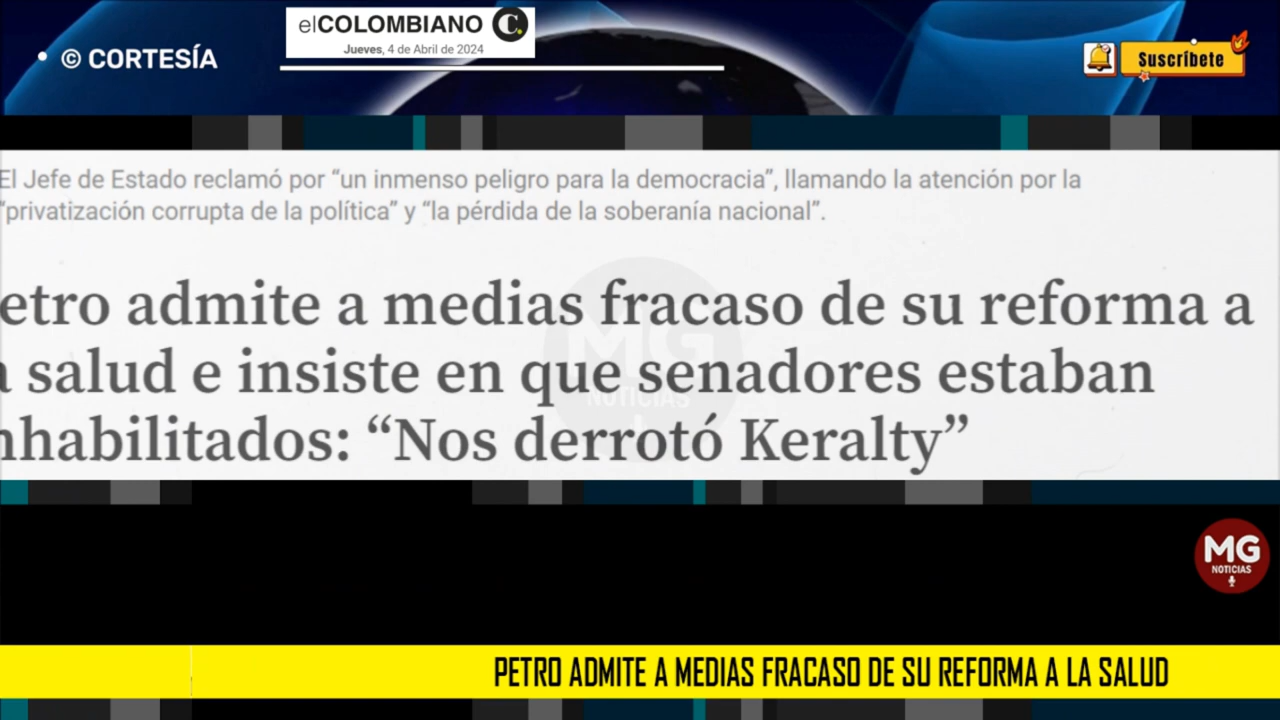 elCOLOMBIANO C.
Jueves, 4 de Abril de 2024
© CORTESÍA
Suscríbete
El Jefe de Estado reclamó por “un inmenso peligro para la democracia”, llamando la atención por la
“privatización corrupta de la política” y “la pérdida de la soberanía nacional”.
etro admite a medias fracaso de su reforma a
a salud e insiste en que senadores estaban
nhabilitados: “Nos derrotó Keralty”
MG
NOTICIAS
MG
NOTICIAS
PETRO ADMITE A MEDIAS FRACASO DE SU REFORMA A LA SALUD